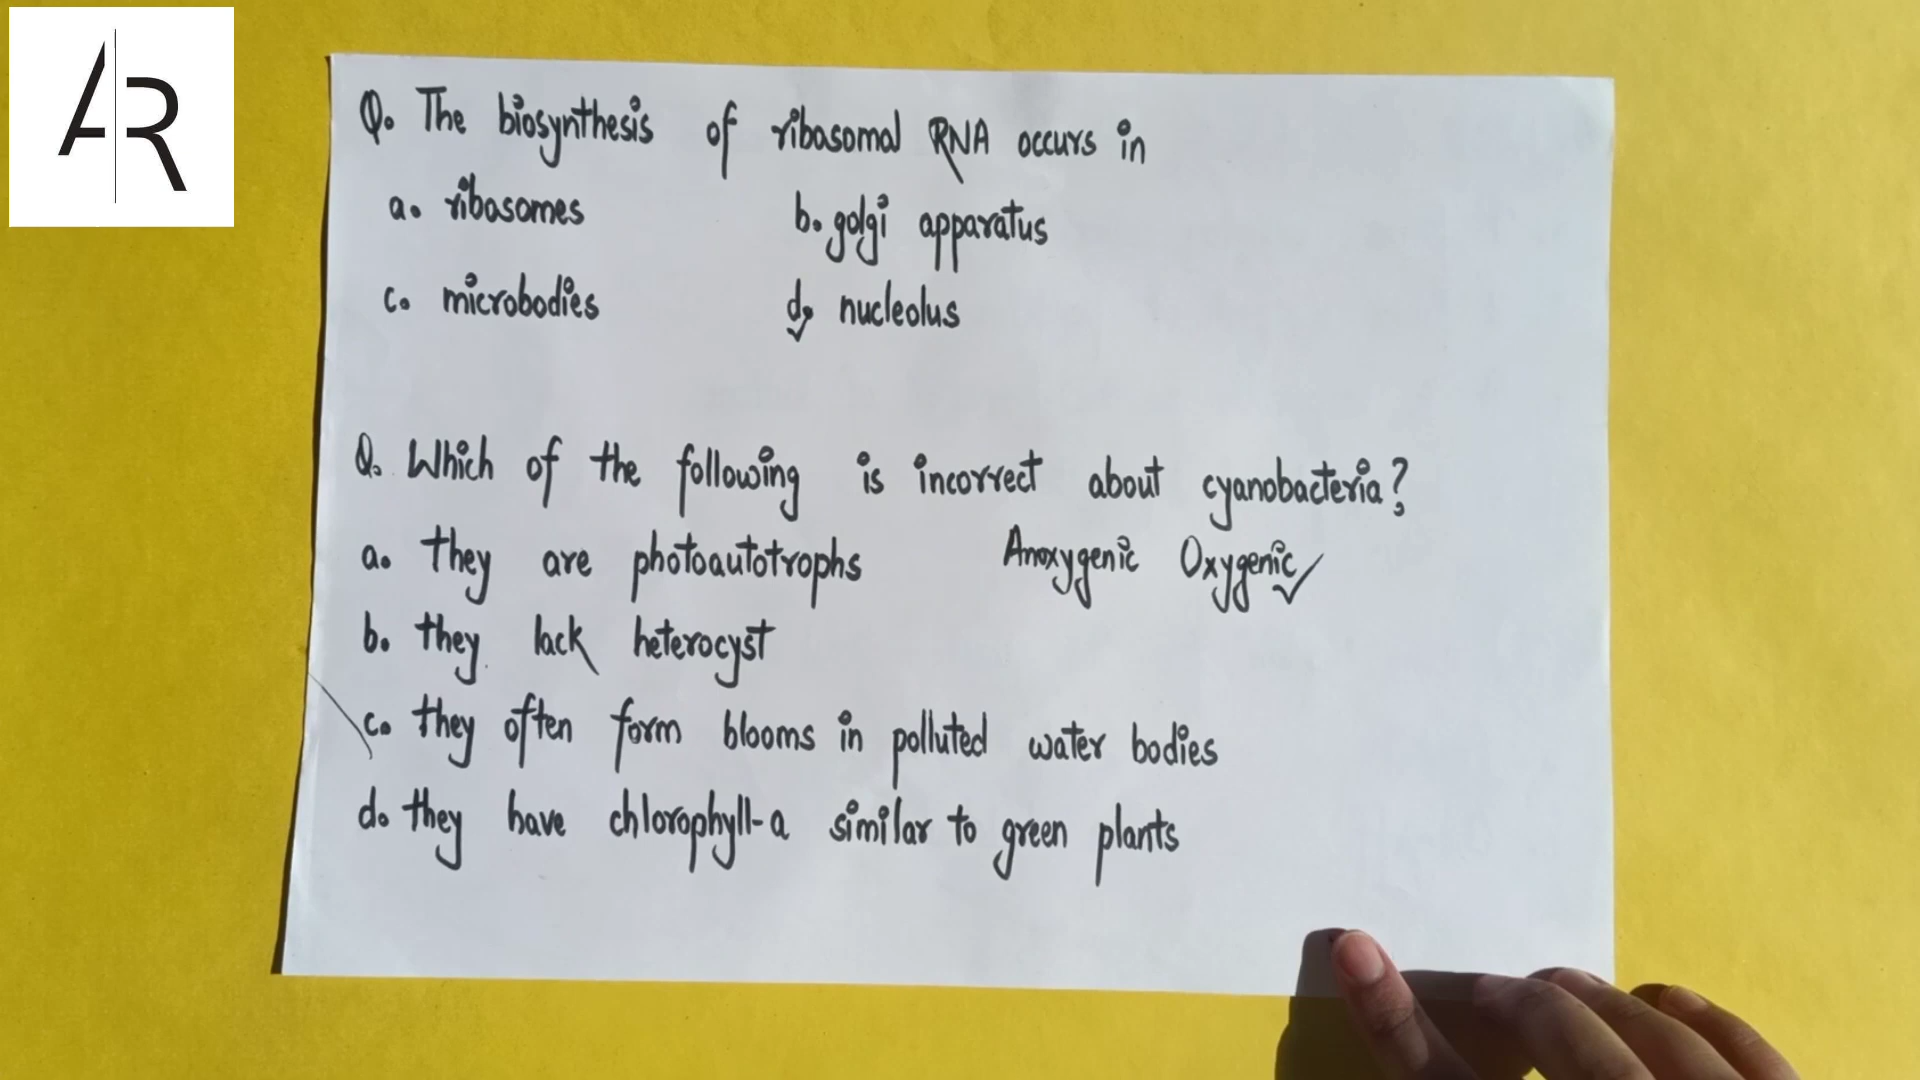 AR
Q. The biosynthesis of ribosomal RNA occurs in
a. ribosomes b. golgi apparatus
c. microbodies d. nucleolus
Q. Which of the following is incorrect about cyanobacteria?
a. they are photoautotrophs Anoxygenic Oxygenic
b. they lack heterocyst
c. they often form blooms in polluted water bodies
d. they have chlorophyll-a similar to green plants